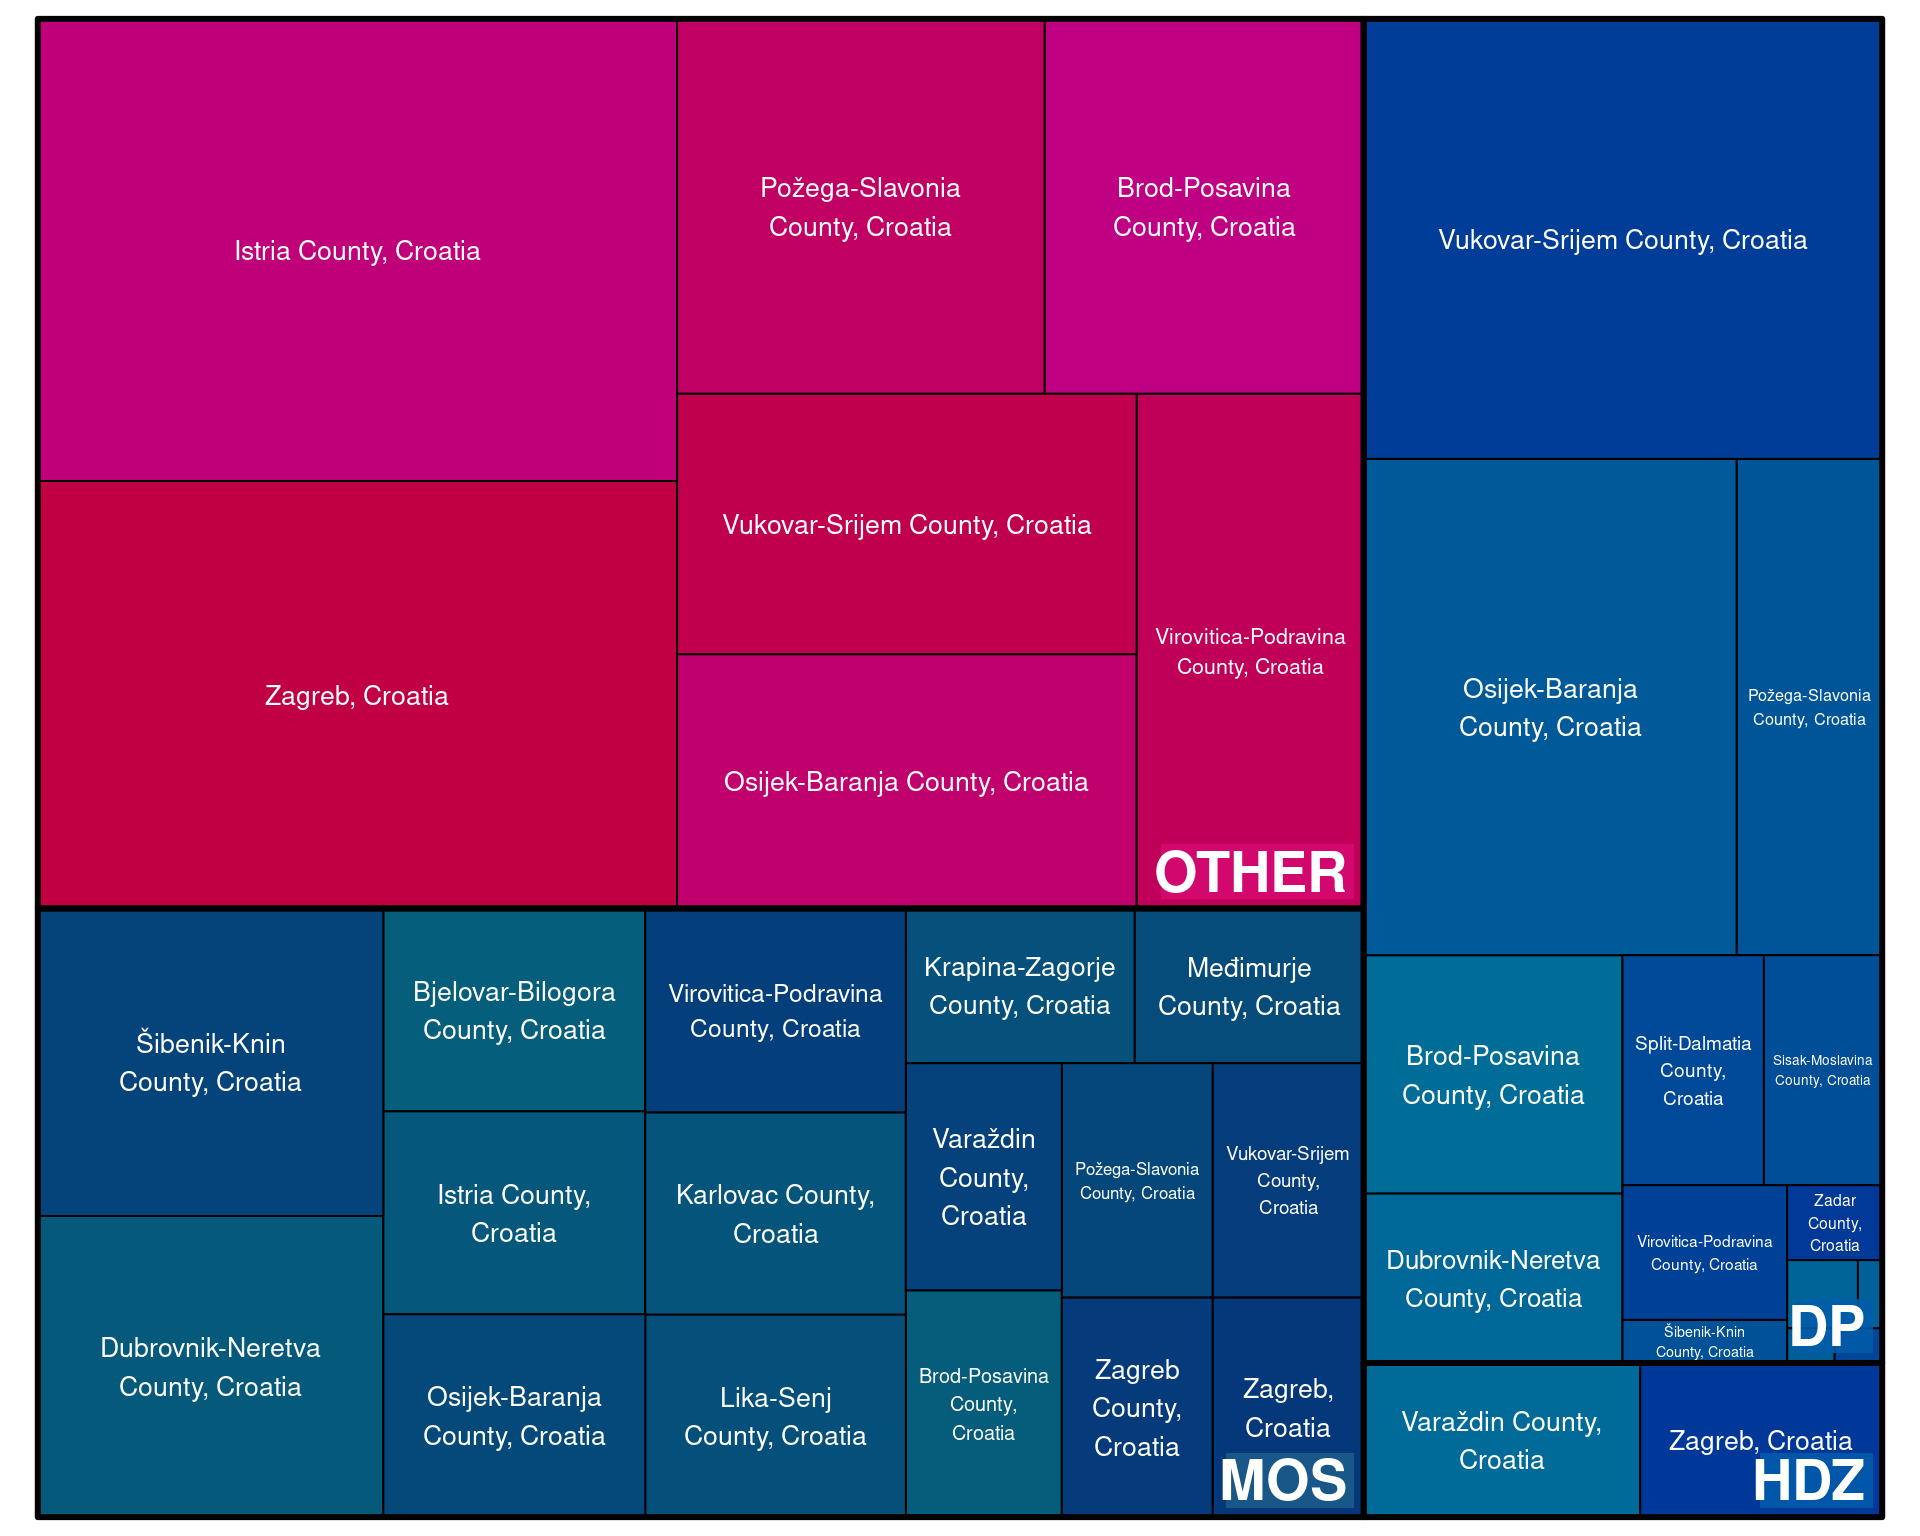 Istria County, Croatia
Požega-Slavonia
County, Croatia
Brod-Posavina
County, Croatia
Zagreb, Croatia
Vukovar-Srijem County, Croatia
Osijek-Baranja County, Croatia
Virovitica-Podravina
County, Croatia
OTHER
Vukovar-Srijem County, Croatia
Osijek-Baranja
County, Croatia
Požega-Slavonia
County, Croatia
Brod-Posavina
County, Croatia
Split-Dalmatia
County,
Croatia
Sisak-Moslavina
County, Croatia
Dubrovnik-Neretva
County, Croatia
Virovitica-Podravina
County, Croatia
Zadar
County,
Croatia
Šibenik-Knin
County, Croatia
DP
Šibenik-Knin
County, Croatia
Dubrovnik-Neretva
County, Croatia
Bjelovar-Bilogora
County, Croatia
Istria County,
Croatia
Osijek-Baranja
County, Croatia
Virovitica-Podravina
County, Croatia
Karlovac County,
Croatia
Lika-Senj
County, Croatia
Krapina-Zagorje
County, Croatia
Međimurje
County, Croatia
Varaždin
County,
Croatia
Požega-Slavonia
County, Croatia
Vukovar-Srijem
County,
Croatia
Brod-Posavina
County,
Croatia
Zagreb
County,
Croatia
Zagreb,
Croatia
MOS
Varaždin County,
Croatia
Zagreb, Croatia
HDZ